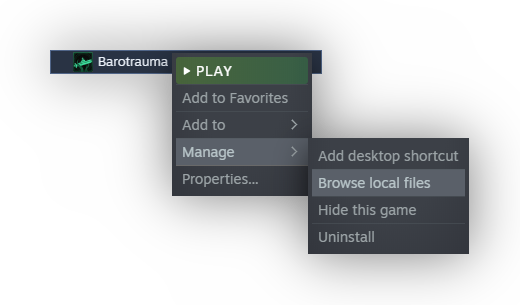 Barotrauma
PLAY
Add to Favorites
Add to
Manage
Properties...
Add desktop shortcut
Browse local files
Hide this game
Uninstall